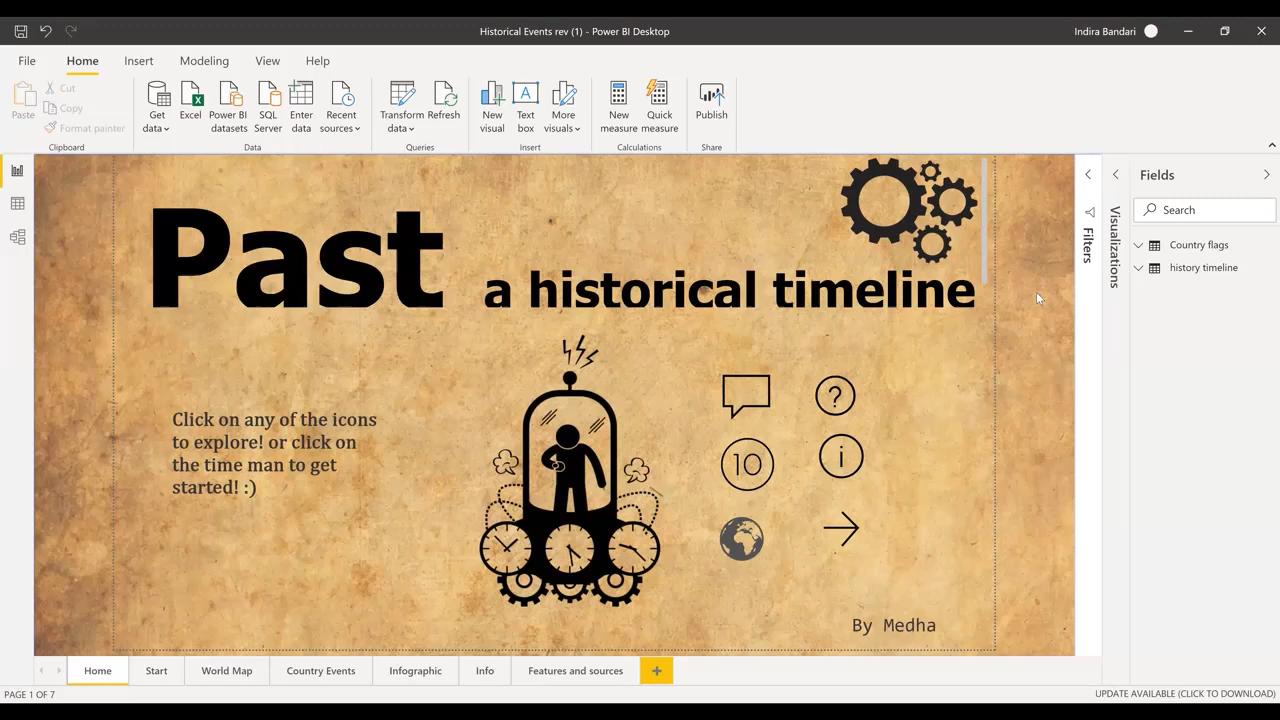 Historical Events rev (1) - Power BI Desktop
Indira Bandari
File Home Insert Modeling View Help
Paste
Cut
Copy
Format painter
Clipboard
Get data
Excel
Power BI datasets
SQL Server
Enter data
Recent sources
Data
Transform data
Refresh
Queries
New visual
A
Text box
More visuals
Insert
New measure
Quick measure
Calculations
Publish
Share
Past a historical timeline
Click on any of the icons
to explore! or click on
the time man to get
started! :)
?
10
i
By Medha
Filters
Visualizations
Fields
Search
Country flags
history timeline
Home Start World Map Country Events Infographic Info Features and sources +
PAGE 1 OF 7
UPDATE AVAILABLE (CLICK TO DOWNLOAD)